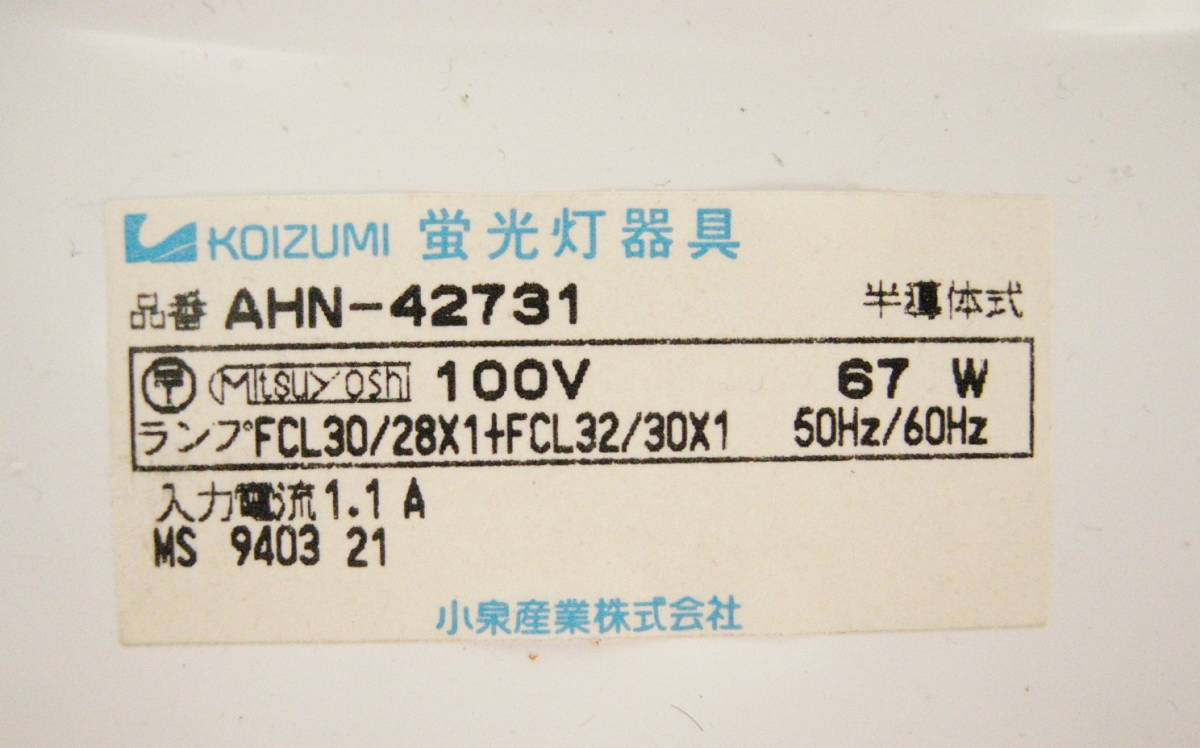 KOIZUMI 蛍光灯器具
品番 AHN-42731 半導体式
〒 Mitsuyoshi 100V 67 W
ランプFCL30/28X1+FCL32/30X1 50Hz/60Hz
入力電流1.1 A
MS 9403 21
小泉産業株式会社